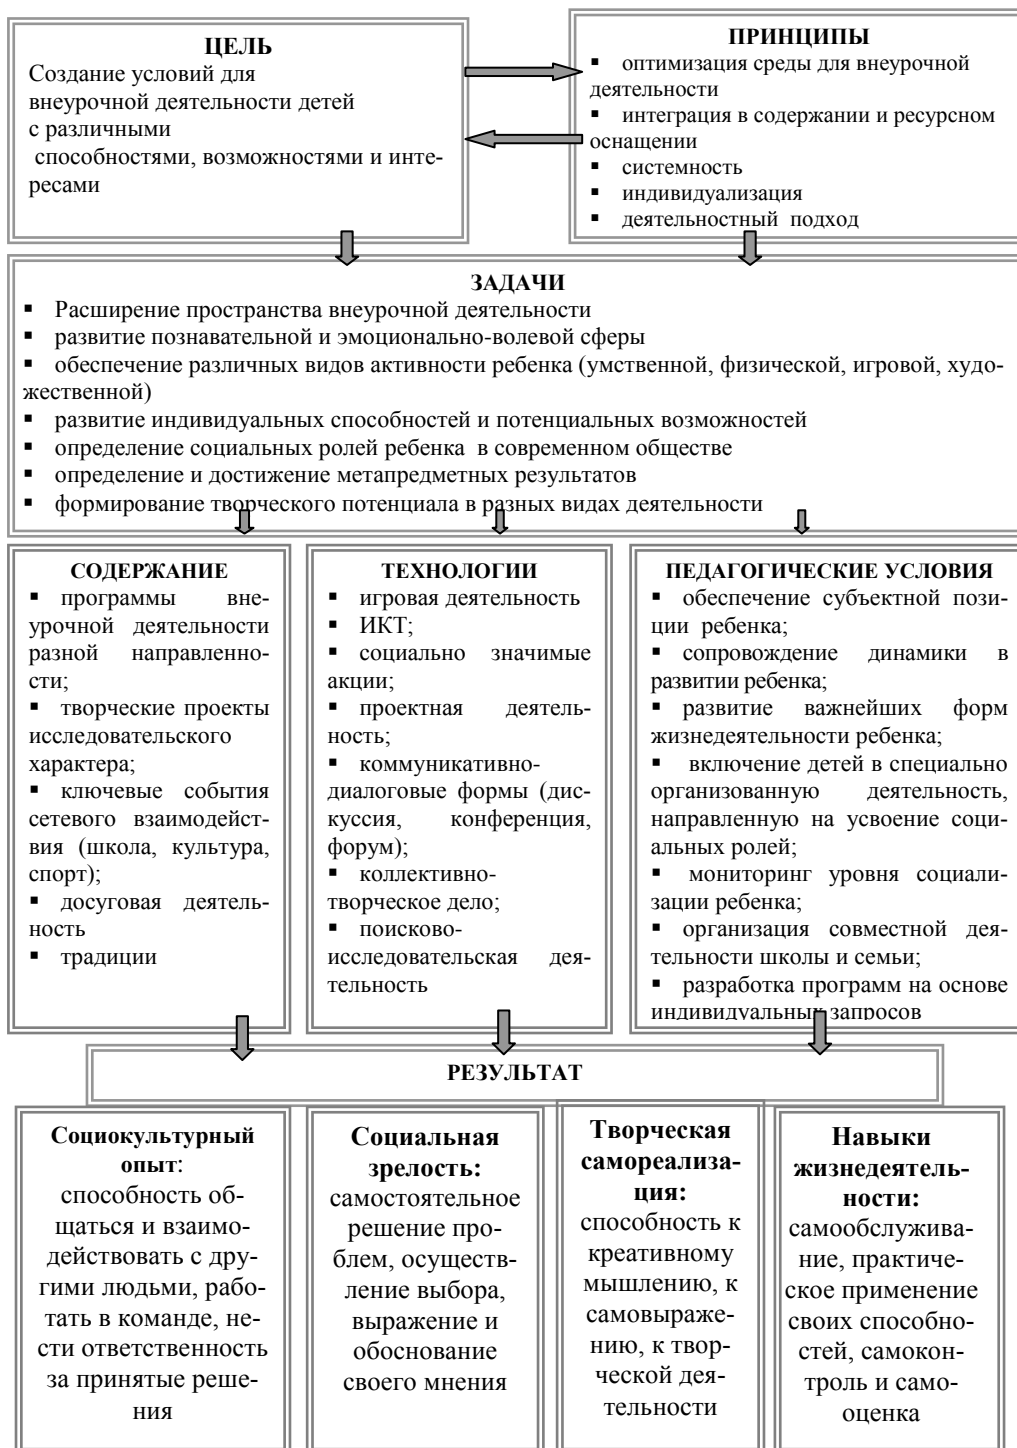 ЦЕЛЬ
Создание условий для
внеурочной деятельности детей
с различными
способностями, возможностями и инте-
ресами
ПРИНЦИПЫ
▪ оптимизация среды для внеурочной
деятельности
▪ интеграция в содержании и ресурсном
оснащении
▪ системность
▪ индивидуализация
▪ деятельностный подход
ЗАДАЧИ
▪ Расширение пространства внеурочной деятельности
▪ развитие познавательной и эмоционально-волевой сферы
▪ обеспечение различных видов активности ребенка (умственной, физической, игровой, худо-
жественной)
▪ развитие индивидуальных способностей и потенциальных возможностей
▪ определение социальных ролей ребенка в современном обществе
▪ определение и достижение метапредметных результатов
▪ формирование творческого потенциала в разных видах деятельности
СОДЕРЖАНИЕ
▪ программы вне-
урочной деятельности
разной направленно-
сти;
▪ творческие проекты
исследовательского
характера;
▪ ключевые события
сетевого взаимодейст-
вия (школа, культура,
спорт);
▪ досуговая деятель-
ность
▪ традиции
ТЕХНОЛОГИИ
▪ игровая деятельность
▪ ИКТ;
▪ социально значимые
акции;
▪ проектная деятель-
ность;
▪ коммуникативно-
диалоговые формы (дис-
куссия, конференция,
форум);
▪ коллективно-
творческое дело;
▪ поисково-
исследовательская дея-
тельность
ПЕДАГОГИЧЕСКИЕ УСЛОВИЯ
▪ обеспечение субъектной пози-
ции ребенка;
▪ сопровождение динамики в
развитии ребенка;
▪ развитие важнейших форм
жизнедеятельности ребенка;
▪ включение детей в специально
организованную деятельность,
направленную на усвоение соци-
альных ролей;
▪ мониторинг уровня социали-
зации ребенка;
▪ организация совместной дея-
тельности школы и семьи;
▪ разработка программ на основе
индивидуальных запросов
РЕЗУЛЬТАТ
Социокультурный
опыт:
способность об-
щаться и взаимо-
действовать с дру-
гими людьми, рабо-
тать в команде, не-
сти ответственность
за принятые реше-
ния
Социальная
зрелость:
самостоятельное
решение про-
блем, осуществ-
ление выбора,
выражение и
обоснование
своего мнения
Творческая
самореализа-
ция:
способность к
креативному
мышлению, к
самовыраже-
нию, к твор-
ческой дея-
тельности
Навыки
жизнедеятель-
ности:
самообслужива-
ние, практиче-
ское применение
своих способно-
стей, самокон-
троль и само-
оценка